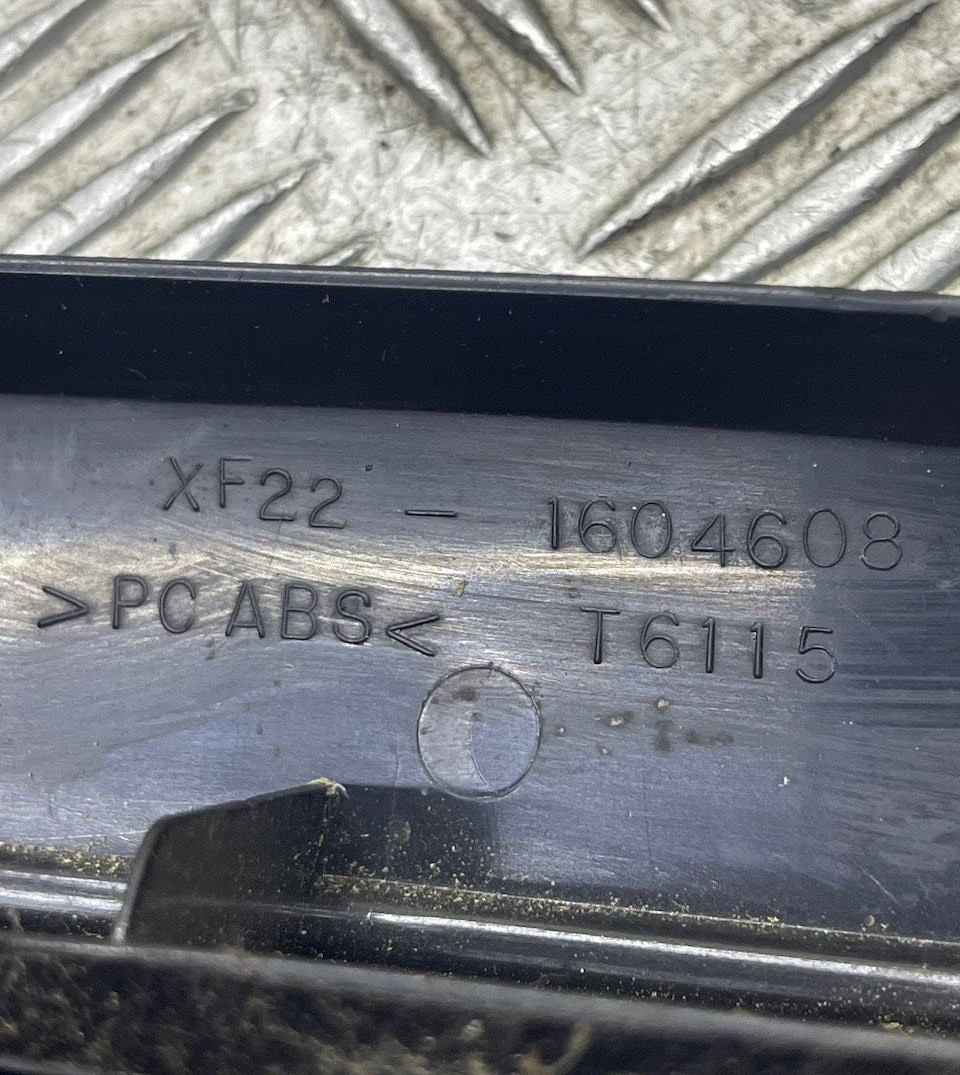 XF22 - 1604608
>PC ABS< T6115